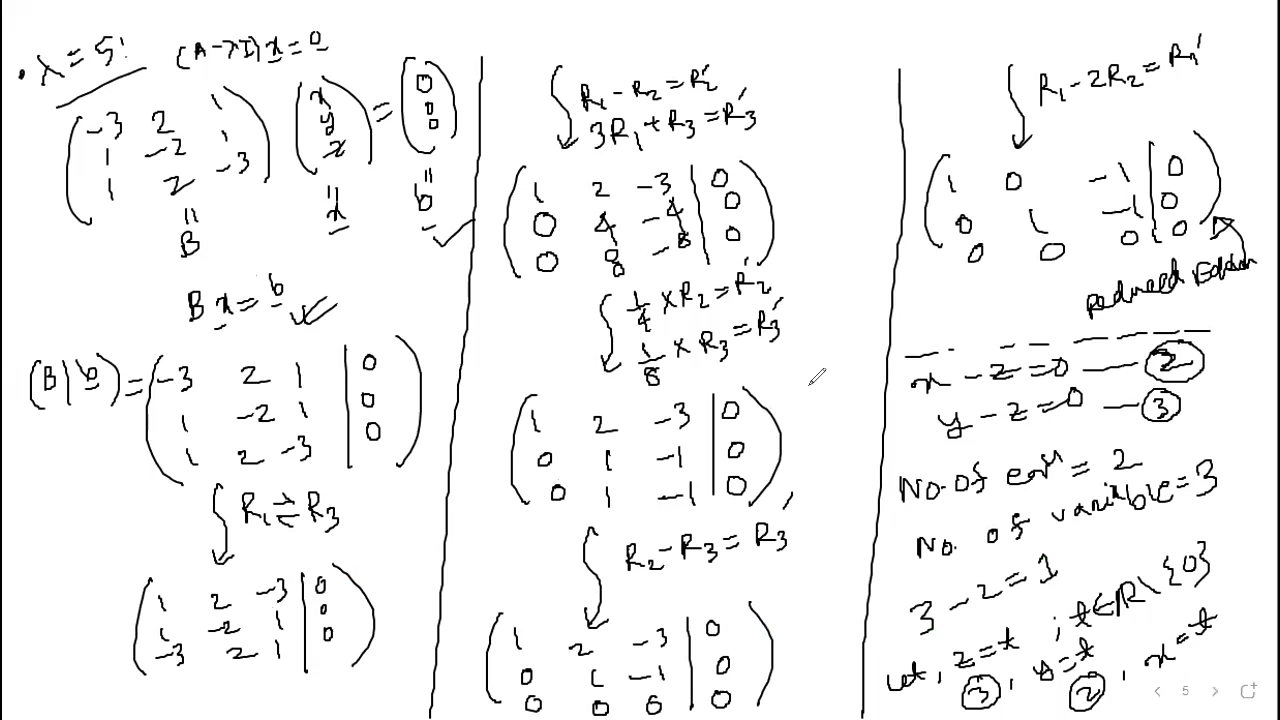 • λ = 5: (A-λI)x = 0
( -3 2 1 ) ( x ) = ( 0 )
( 1 -2 1 ) ( y ) ( 0 )
( 1 2 -3 ) ( z ) ( 0 )
" " "
B x b ✓
B x = b ✓
(B|b) = ( -3 2 1 | 0 )
( 1 -2 1 | 0 )
( 1 2 -3 | 0 )
R1 ⇌ R3
( 1 2 -3 | 0 )
( 1 -2 1 | 0 )
( -3 2 1 | 0 )
R1 - R2 = R2'
3R1 + R3 = R3'
( 1 2 -3 | 0 )
( 0 4 -4 | 0 )
( 0 8 -8 | 0 )
1/4 × R2 = R2'
1/8 × R3 = R3'
( 1 2 -3 | 0 )
( 0 1 -1 | 0 )
( 0 1 -1 | 0 )
R2 - R3 = R3'
( 1 2 -3 | 0 )
( 0 1 -1 | 0 )
( 0 0 0 | 0 )
R1 - 2R2 = R1'
( 1 0 -1 | 0 )
( 0 1 -1 | 0 )
( 0 0 0 | 0 )
Reduced
x - z = 0 — ②
y - z = 0 — ③
No. of eqn = 2
No. of variable = 3
3 - 2 = 1
Let, z = t ; t ∈ R \ {0}
③, y = t
②, x = t
5